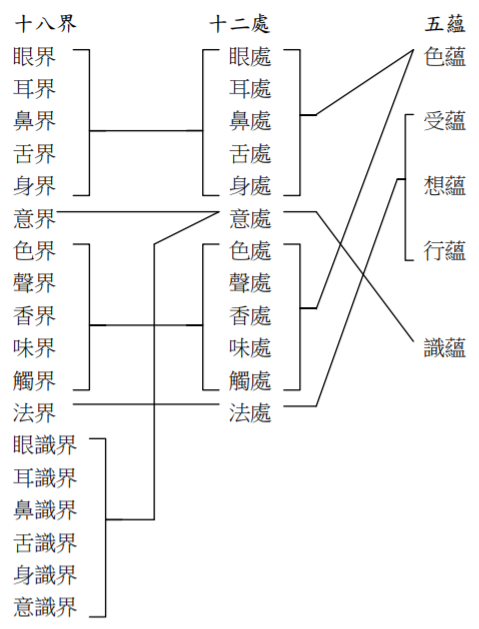 十八界 十二處 五蘊
眼界 眼處 色蘊
耳界 耳處
鼻界 鼻處 受蘊
舌界 舌處
身界 身處 想蘊
意界 意處
色界 色處 行蘊
聲界 聲處
香界 香處
味界 味處 識蘊
觸界 觸處
法界 法處
眼識界
耳識界
鼻識界
舌識界
身識界
意識界